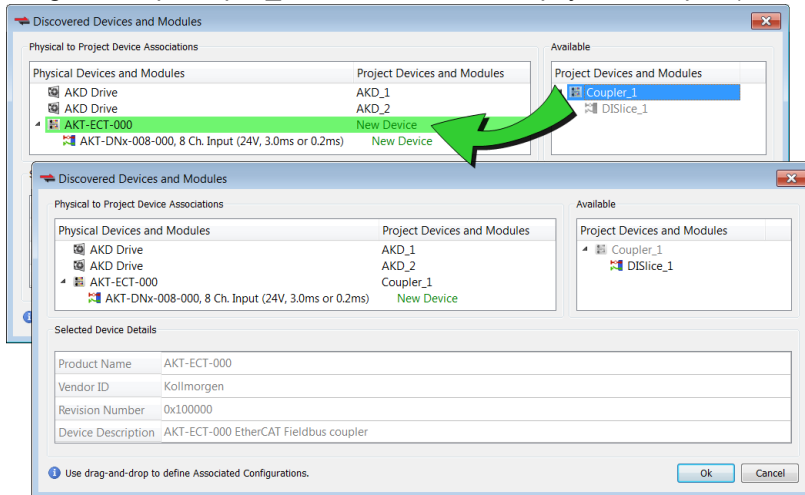 Discovered Devices and Modules
Physical to Project Device Associations
Available
Physical Devices and Modules Project Devices and Modules
Project Devices and Modules
AKD Drive AKD_1
Coupler_1
AKD Drive AKD_2
DISlice_1
AKT-ECT-000 New Device
AKT-DNx-008-000, 8 Ch. Input (24V, 3.0ms or 0.2ms) New Device
Discovered Devices and Modules
Physical to Project Device Associations
Available
Physical Devices and Modules Project Devices and Modules
Project Devices and Modules
AKD Drive AKD_1
Coupler_1
AKD Drive AKD_2
DISlice_1
AKT-ECT-000 Coupler_1
AKT-DNx-008-000, 8 Ch. Input (24V, 3.0ms or 0.2ms) New Device
Selected Device Details
Product Name AKT-ECT-000
Vendor ID Kollmorgen
Revision Number 0x100000
Device Description AKT-ECT-000 EtherCAT Fieldbus coupler
Use drag-and-drop to define Associated Configurations.
Ok Cancel